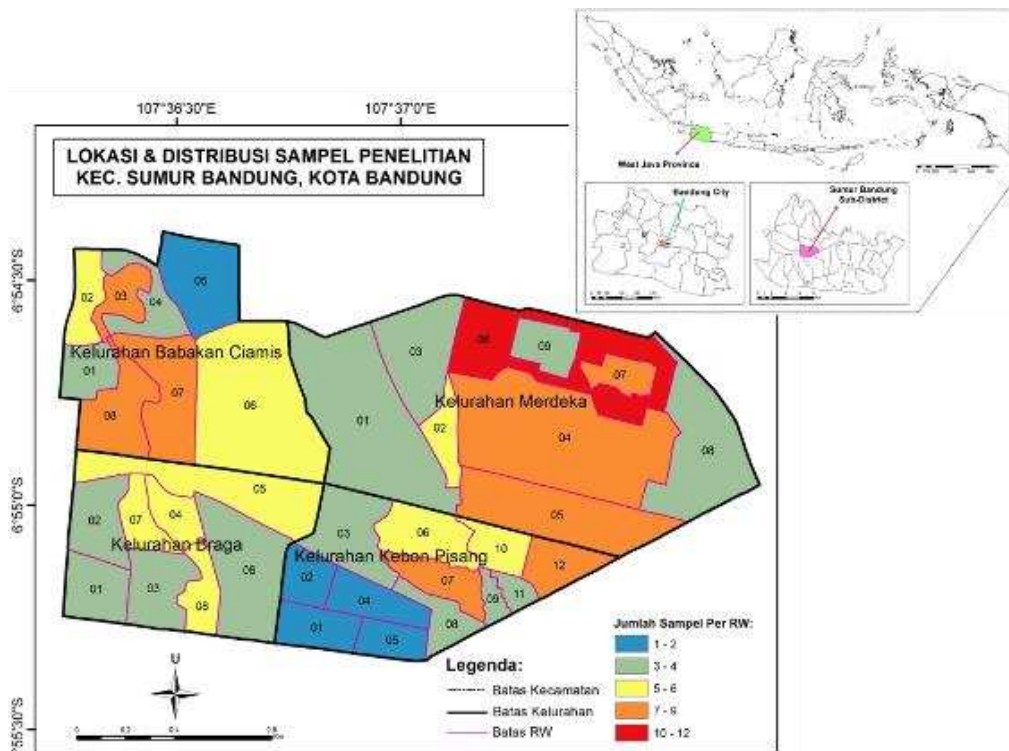 107°36'30"E
107°37'0"E
LOKASI & DISTRIBUSI SAMPEL PENELITIAN
KEC. SUMUR BANDUNG, KOTA BANDUNG
West Java Province
Bandung City
Sumur Bandung
Sub-District
6°54'30"S
6°55'0"S
6°55'30"S
02
03
04
05
Kelurahan Babakan Ciamis
01
07
08
06
03
01
02
09
07
Kelurahan Merdeka
04
08
05
05
02
07
04
Kelurahan Braga
01
03
08
03
06
10
Kelurahan Kebon Pisang
12
02
04
07
09
11
01
05
08
U
Legenda:
Batas Kecamatan
Batas Kelurahan
Batas RW
Jumlah Sampel Per RW:
1 - 2
3 - 4
5 - 6
7 - 9
10 - 12